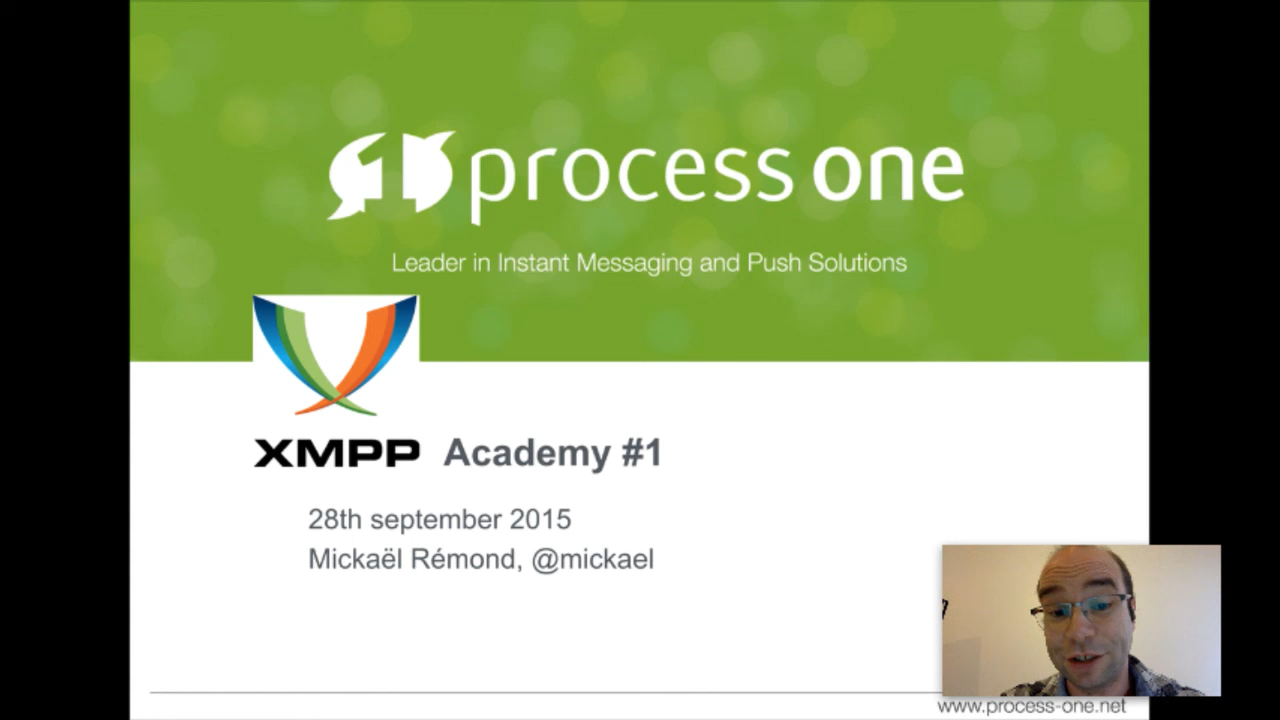 process one
Leader in Instant Messaging and Push Solutions
XMPP Academy #1
28th september 2015
Mickaël Rémond, @mickael
www.process-one.net